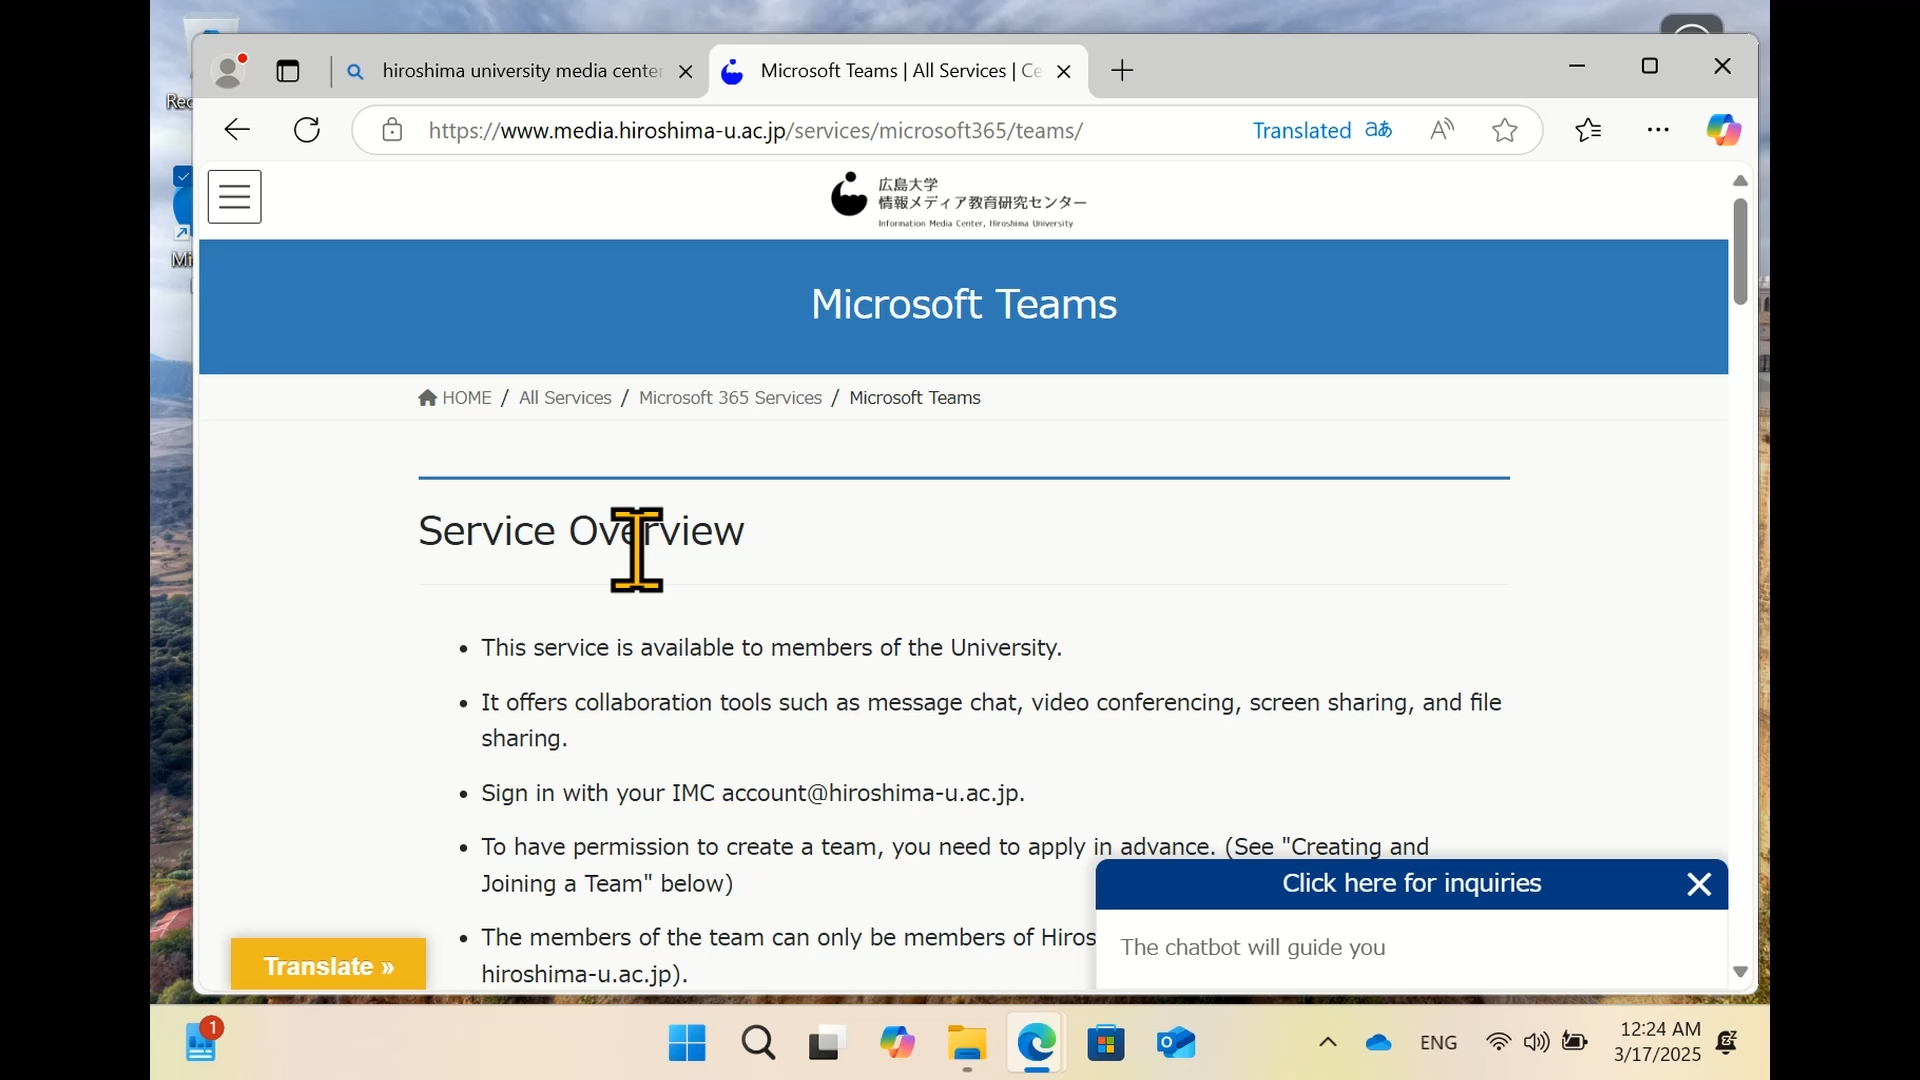 hiroshima university media center
Microsoft Teams | All Services | Ce
https://www.media.hiroshima-u.ac.jp/services/microsoft365/teams/
Translated
広島大学
情報メディア教育研究センター
Information Media Center, Hiroshima University
Microsoft Teams
HOME / All Services / Microsoft 365 Services / Microsoft Teams
Service Overview
• This service is available to members of the University.
• It offers collaboration tools such as message chat, video conferencing, screen sharing, and file
sharing.
• Sign in with your IMC account@hiroshima-u.ac.jp.
• To have permission to create a team, you need to apply in advance. (See "Creating and
Joining a Team" below)
• The members of the team can only be members of Hiros
hiroshima-u.ac.jp).
Click here for inquiries
The chatbot will guide you
Translate »
1
ENG
12:24 AM
3/17/2025